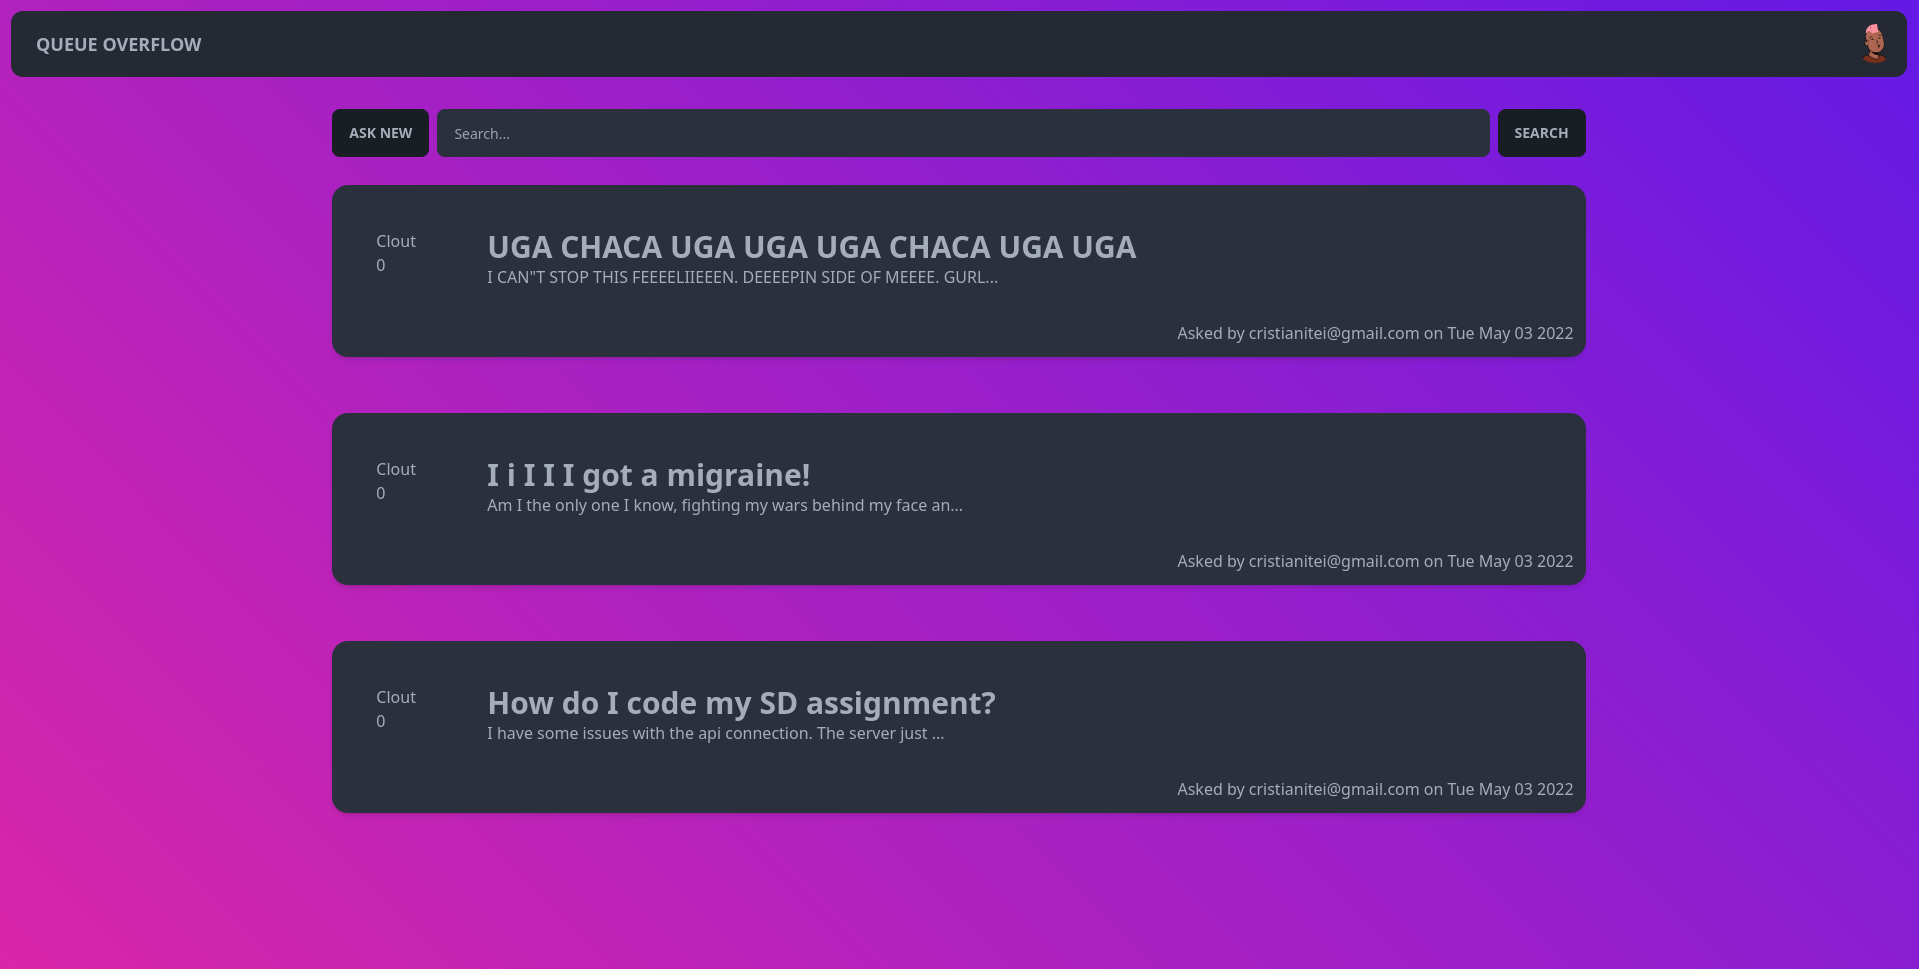 QUEUE OVERFLOW
ASK NEW
Search...
SEARCH
Clout
0
UGA CHACA UGA UGA UGA CHACA UGA UGA
I CAN"T STOP THIS FEEEELIIEEEN. DEEEEPIN SIDE OF MEEEE. GURL...
Asked by cristianitei@gmail.com on Tue May 03 2022
Clout
0
I i I I I got a migraine!
Am I the only one I know, fighting my wars behind my face an...
Asked by cristianitei@gmail.com on Tue May 03 2022
Clout
0
How do I code my SD assignment?
I have some issues with the api connection. The server just ...
Asked by cristianitei@gmail.com on Tue May 03 2022